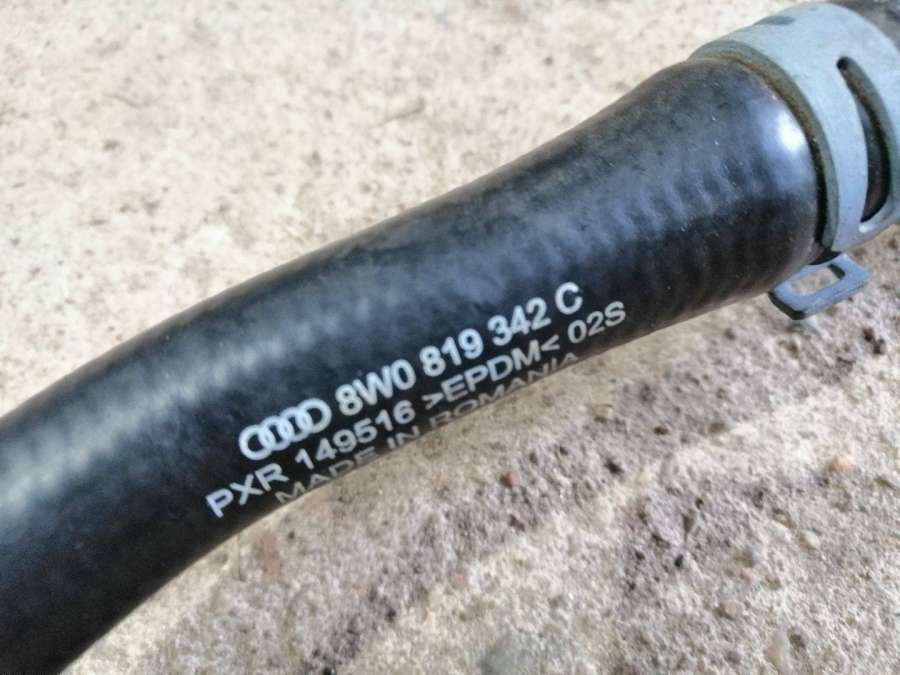 8W0 819 342 C
PXR 149516 >EPDM< 02S
MADE IN ROMANIA